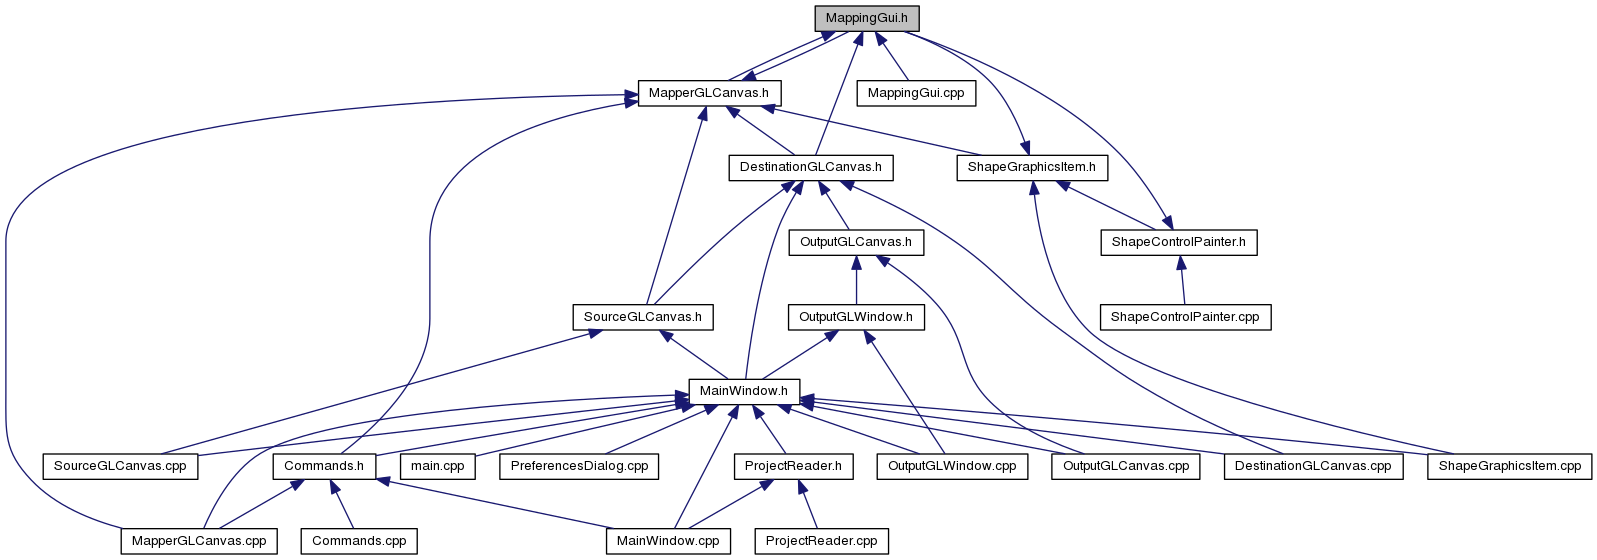 MappingGui.h
MapperGLCanvas.h
MappingGui.cpp
DestinationGLCanvas.h
ShapeGraphicsItem.h
OutputGLCanvas.h
ShapeControlPainter.h
SourceGLCanvas.h
OutputGLWindow.h
ShapeControlPainter.cpp
MainWindow.h
SourceGLCanvas.cpp
Commands.h
main.cpp
PreferencesDialog.cpp
ProjectReader.h
OutputGLWindow.cpp
OutputGLCanvas.cpp
DestinationGLCanvas.cpp
ShapeGraphicsItem.cpp
MapperGLCanvas.cpp
Commands.cpp
MainWindow.cpp
ProjectReader.cpp